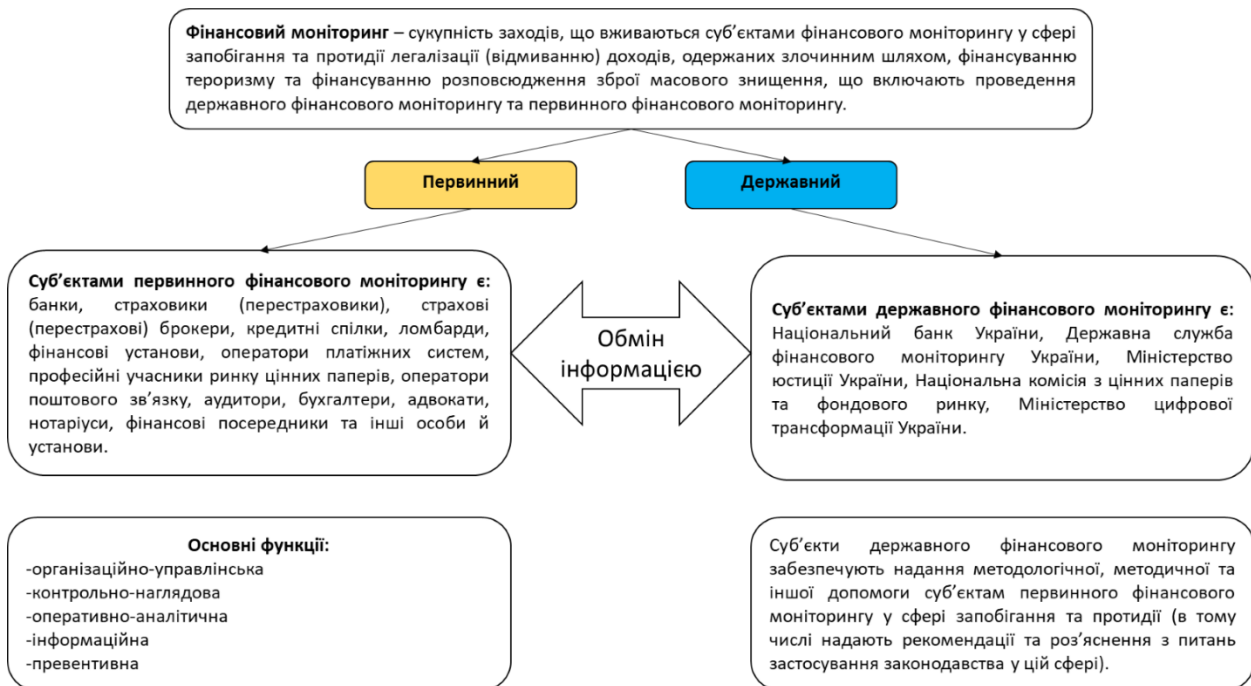 Фінансовий моніторинг – сукупність заходів, що вживаються суб’єктами фінансового моніторингу у сфері
запобігання та протидії легалізації (відмиванню) доходів, одержаних злочинним шляхом, фінансуванню
тероризму та фінансуванню розповсюдження зброї масового знищення, що включають проведення
державного фінансового моніторингу та первинного фінансового моніторингу.
Первинний
Державний
Суб’єктами первинного фінансового моніторингу є:
банки, страховики (перестраховики), страхові
(перестрахові) брокери, кредитні спілки, ломбарди,
фінансові установи, оператори платіжних систем,
професійні учасники ринку цінних паперів, оператори
поштового зв’язку, аудитори, бухгалтери, адвокати,
нотаріуси, фінансові посередники та інші особи й
установи.
Обмін
інформацією
Суб’єктами державного фінансового моніторингу є:
Національний банк України, Державна служба
фінансового моніторингу України, Міністерство
юстиції України, Національна комісія з цінних паперів
та фондового ринку, Міністерство цифрової
трансформації України.
Основні функції:
-організаційно-управлінська
-контрольно-наглядова
-оперативно-аналітична
-інформаційна
-превентивна
Суб’єкти державного фінансового моніторингу
забезпечують надання методологічної, методичної та
іншої допомоги суб’єктам первинного фінансового
моніторингу у сфері запобігання та протидії (в тому
числі надають рекомендації та роз’яснення з питань
застосування законодавства у цій сфері).